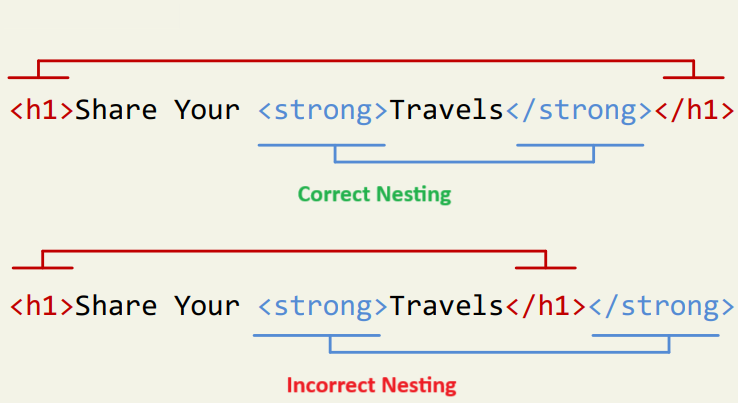 <h1>Share Your <strong>Travels</strong></h1>
Correct Nesting
<h1>Share Your <strong>Travels</h1></strong>
Incorrect Nesting